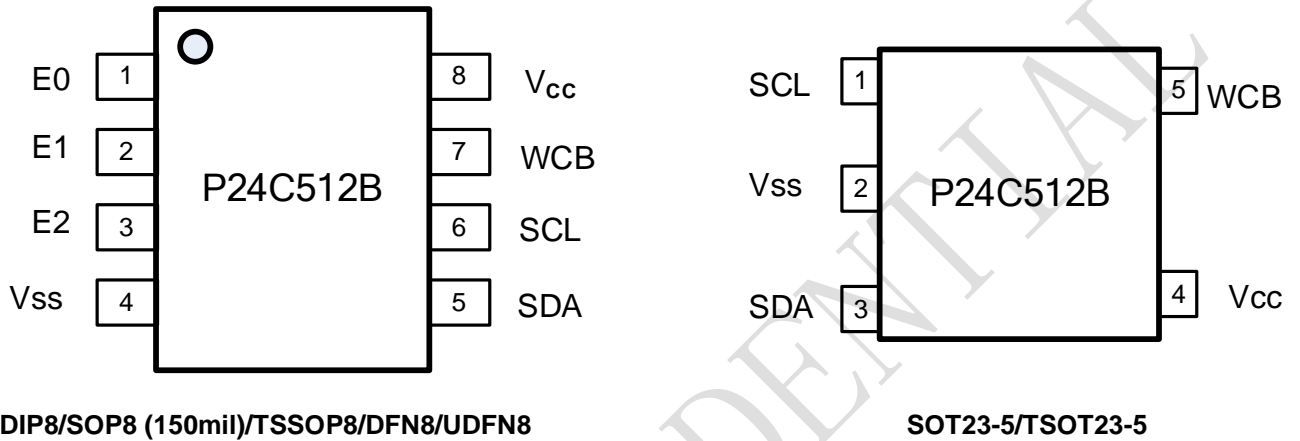 E0 1 8 Vcc
E1 2 7 WCB
P24C512B
E2 3 6 SCL
Vss 4 5 SDA
DIP8/SOP8 (150mil)/TSSOP8/DFN8/UDFN8
SCL 1 5 WCB
Vss 2 P24C512B
SDA 3 4 Vcc
SOT23-5/TSOT23-5
DENTIAL